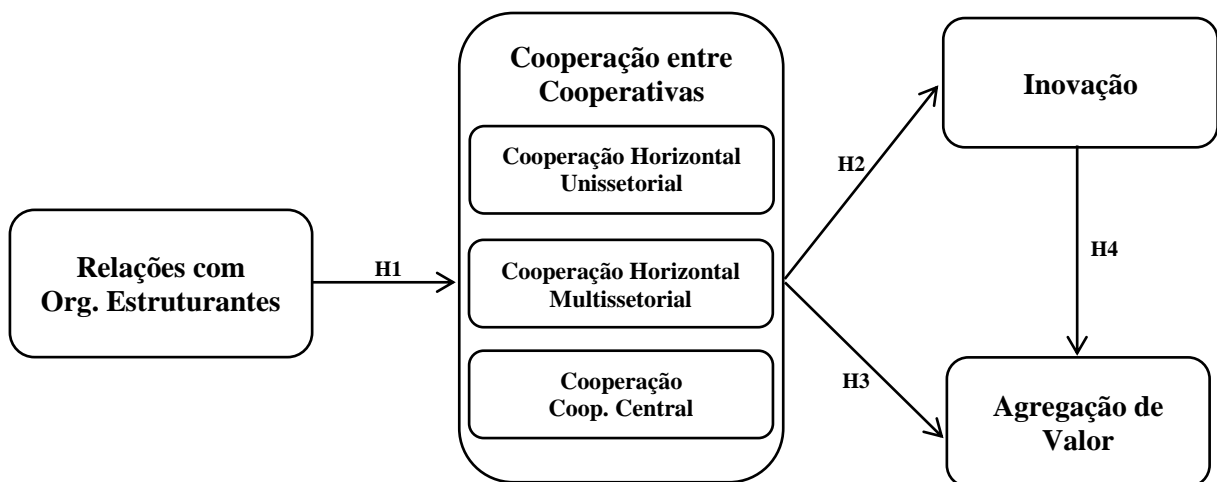 Cooperação entre
Cooperativas
Inovação
Cooperação Horizontal
Unissetorial
H2
Relações com
Org. Estruturantes
H1
Cooperação Horizontal
Multissetorial
H4
H3
Cooperação
Coop. Central
Agregação de
Valor